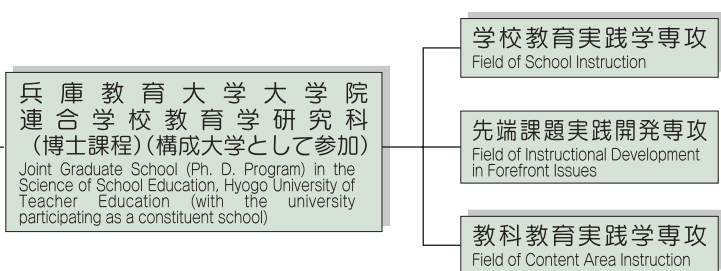 兵庫教育大学大学院
連合学校教育学研究科
(博士課程)(構成大学として参加)
Joint Graduate School (Ph. D. Program) in the
Science of School Education, Hyogo University of
Teacher Education (with the university
participating as a constituent school)
学校教育実践学専攻
Field of School Instruction
先端課題実践開発専攻
Field of Instructional Development
in Forefront Issues
教科教育実践学専攻
Field of Content Area Instruction